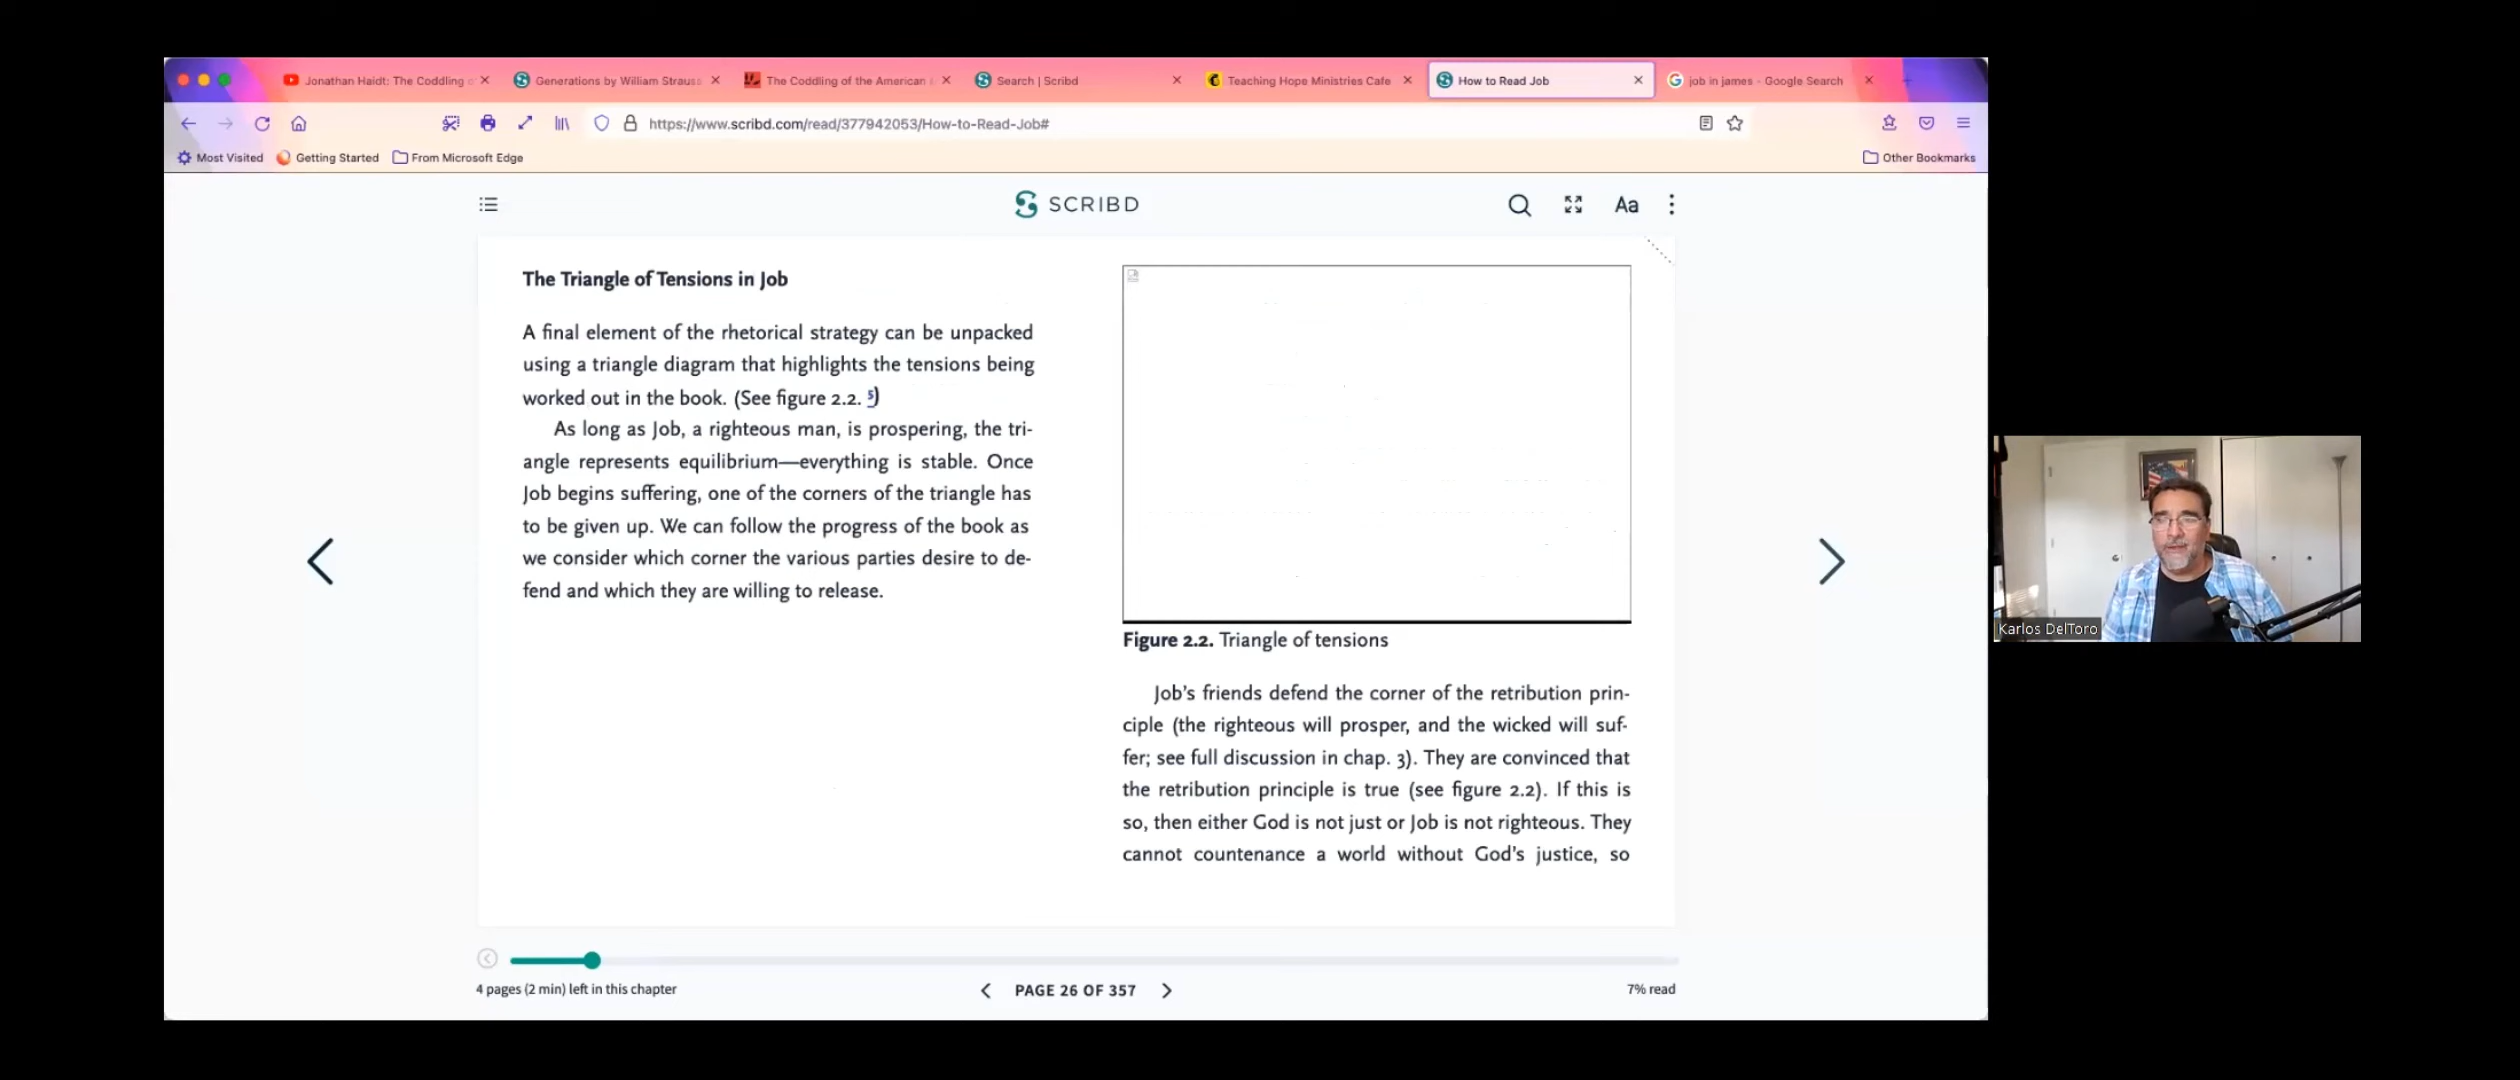 Jonathan Haidt: The Coddling o
Generations by William Strauss
The Coddling of the American
Search | Scribd
Teaching Hope Ministries Cafe
How to Read Job
job in james - Google Search
https://www.scribd.com/read/377942053/How-to-Read-Job#
Most Visited
Getting Started
From Microsoft Edge
Other Bookmarks
SCRIBD
Aa
The Triangle of Tensions in Job
A final element of the rhetorical strategy can be unpacked
using a triangle diagram that highlights the tensions being
worked out in the book. (See figure 2.2. 5)
As long as Job, a righteous man, is prospering, the tri-
angle represents equilibrium—everything is stable. Once
Job begins suffering, one of the corners of the triangle has
to be given up. We can follow the progress of the book as
we consider which corner the various parties desire to de-
fend and which they are willing to release.
Figure 2.2. Triangle of tensions
Job's friends defend the corner of the retribution prin-
ciple (the righteous will prosper, and the wicked will suf-
fer; see full discussion in chap. 3). They are convinced that
the retribution principle is true (see figure 2.2). If this is
so, then either God is not just or Job is not righteous. They
cannot countenance a world without God's justice, so
4 pages (2 min) left in this chapter
PAGE 26 OF 357
7% read
Karlos DelToro